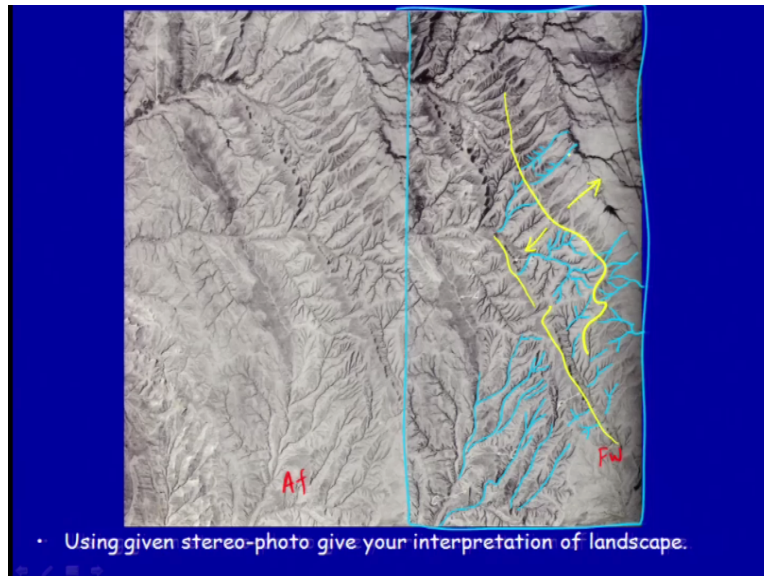 Af
FW
• Using given stereo-photo give your interpretation of landscape.